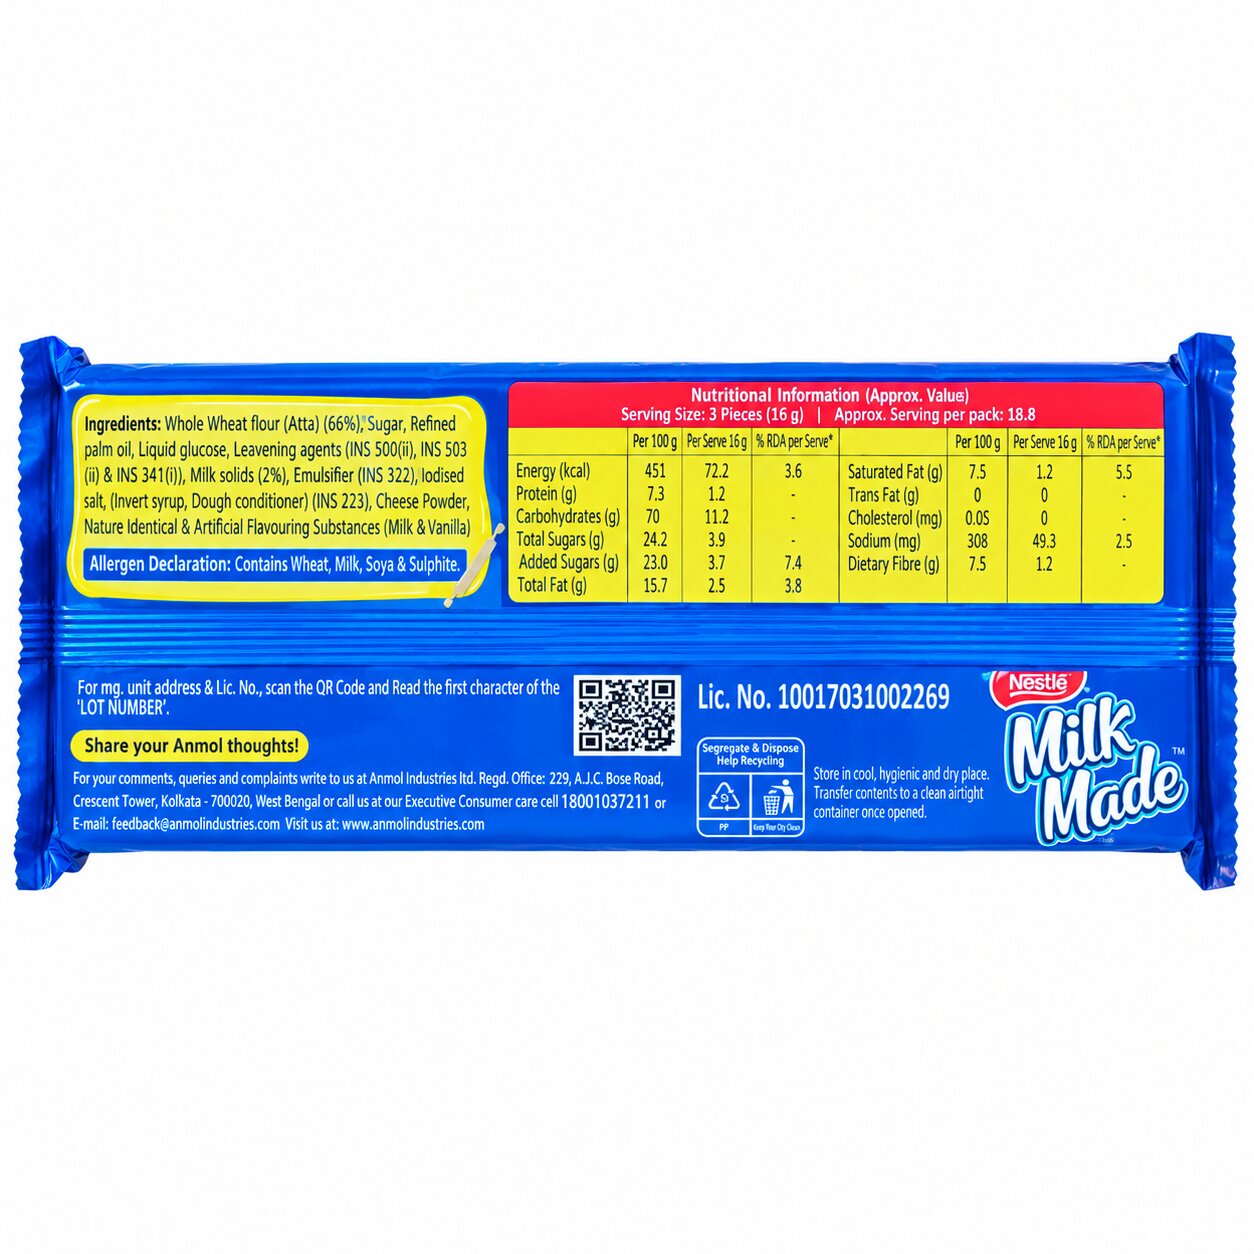 Ingredients: Whole Wheat flour (Atta) (66%), Sugar, Refined
palm oil, Liquid glucose, Leavening agents (INS 500(ii), INS 503
(ii) & INS 341(i)), Milk solids (2%), Emulsifier (INS 322), Iodised
salt, (Invert syrup, Dough conditioner) (INS 223), Cheese Powder,
Nature Identical & Artificial Flavouring Substances (Milk & Vanilla)
Allergen Declaration: Contains Wheat, Milk, Soya & Sulphite.
Nutritional Information (Approx. Value)
Serving Size: 3 Pieces (16 g) | Approx. Serving per pack: 18.8
Per 100 g Per Serve 16 g % RDA per Serve*
Energy (kcal) 451 72.2 3.6
Protein (g) 7.3 1.2 -
Carbohydrates (g) 70 11.2 -
Total Sugars (g) 24.2 3.9 -
Added Sugars (g) 23.0 3.7 7.4
Total Fat (g) 15.7 2.5 3.8
Per 100 g Per Serve 16 g % RDA per Serve*
Saturated Fat (g) 7.5 1.2 5.5
Trans Fat (g) 0 0 -
Cholesterol (mg) 0.05 0 -
Sodium (mg) 308 49.3 2.5
Dietary Fibre (g) 7.5 1.2 -
For mg. unit address & Lic. No., scan the QR Code and Read the first character of the
'LOT NUMBER'.
Share your Anmol thoughts!
For your comments, queries and complaints write to us at Anmol Industries ltd. Regd. Office: 229, A.J.C. Bose Road,
Crescent Tower, Kolkata - 700020, West Bengal or call us at our Executive Consumer care cell 18001037211 or
E-mail: feedback@anmolindustries.com Visit us at: www.anmolindustries.com
Lic. No. 10017031002269
Segregate & Dispose
Help Recycling
PP
Keep Your City Clean
Store in cool, hygienic and dry place.
Transfer contents to a clean airtight
container once opened.
Nestlé
Milk
Made™